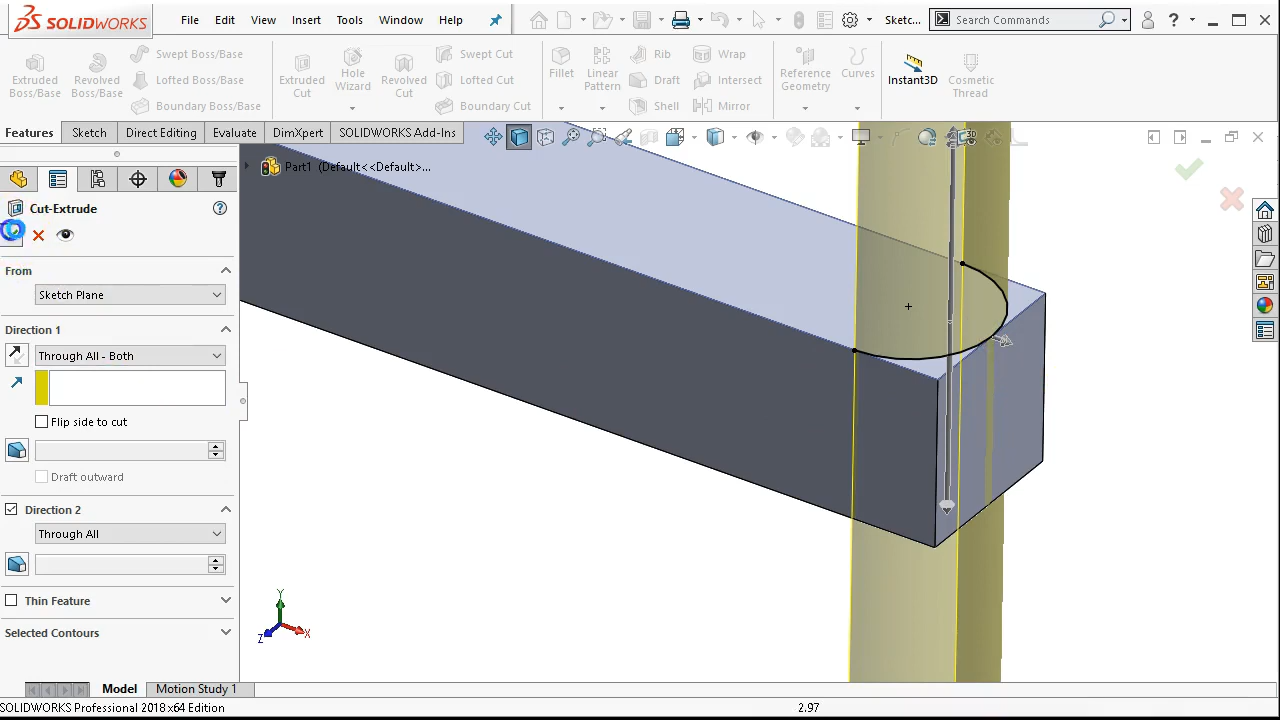 SOLIDWORKS File Edit View Insert Tools Window Help Sketc... Search Commands
Extruded Boss/Base
Revolved Boss/Base
Swept Boss/Base
Lofted Boss/Base
Boundary Boss/Base
Extruded Cut
Hole Wizard
Revolved Cut
Swept Cut
Lofted Cut
Boundary Cut
Fillet
Linear Pattern
Rib
Draft
Shell
Wrap
Intersect
Mirror
Reference Geometry
Curves
Instant3D
Cosmetic Thread
Features Sketch Direct Editing Evaluate DimXpert SOLIDWORKS Add-Ins
Part1 (Default<<Default>...
Cut-Extrude
From
Sketch Plane
Direction 1
Through All - Both
Flip side to cut
Draft outward
Direction 2
Through All
Thin Feature
Selected Contours
Y
Z
X
Model Motion Study 1
SOLIDWORKS Professional 2018 x64 Edition 2.97